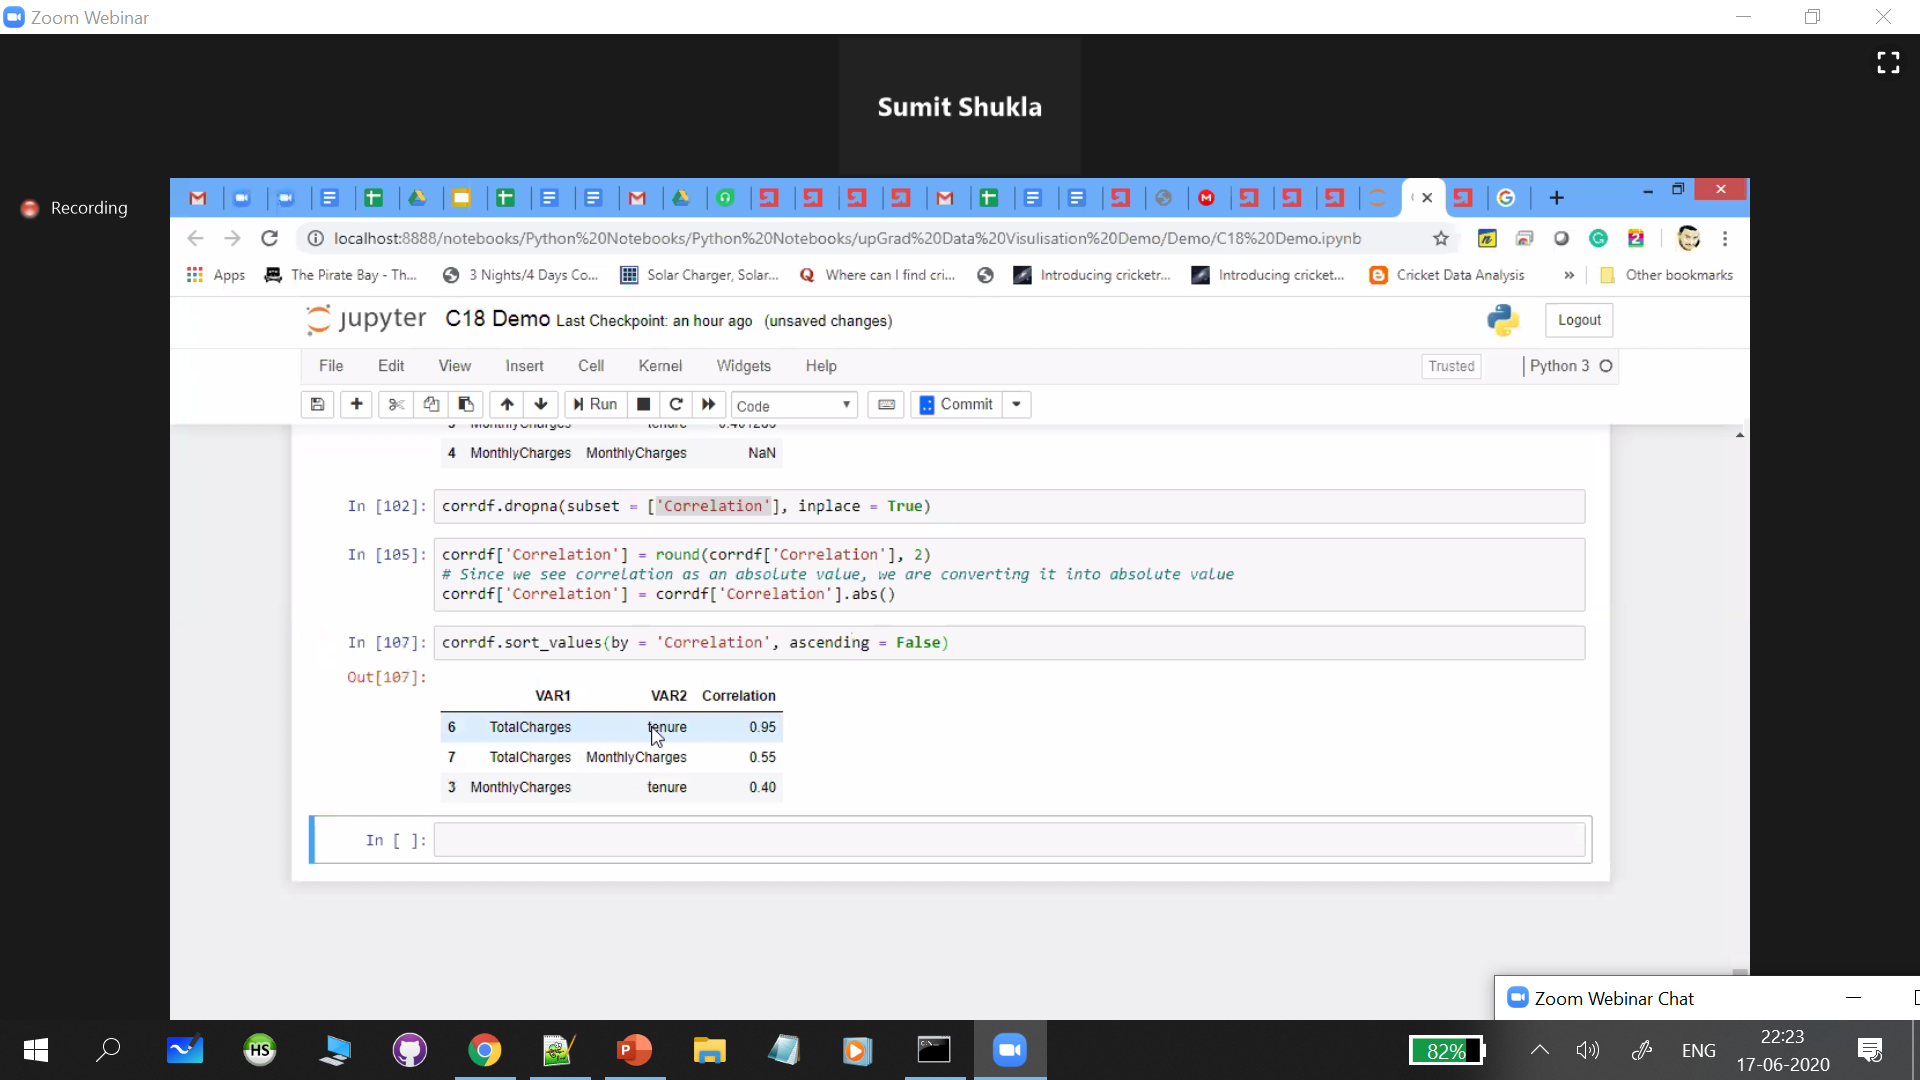 Zoom Webinar
Sumit Shukla
Recording
localhost:8888/notebooks/Python%20Notebooks/Python%20Notebooks/upGrad%20Data%20Visulisation%20Demo/Demo/C18%20Demo.ipynb
Apps The Pirate Bay - Th... 3 Nights/4 Days Co... Solar Charger, Solar... Where can I find cri... Introducing cricketr... Introducing cricket... Cricket Data Analysis » Other bookmarks
jupyter C18 Demo Last Checkpoint: an hour ago (unsaved changes) Logout
File Edit View Insert Cell Kernel Widgets Help Trusted Python 3
Run Code Commit
3 MonthlyCharges tenure
4 MonthlyCharges MonthlyCharges NaN
In [102]: corrdf.dropna(subset = ['Correlation'], inplace = True)
In [105]: corrdf['Correlation'] = round(corrdf['Correlation'], 2)
# Since we see correlation as an absolute value, we are converting it into absolute value
corrdf['Correlation'] = corrdf['Correlation'].abs()
In [107]: corrdf.sort_values(by = 'Correlation', ascending = False)
Out[107]:
VAR1 VAR2 Correlation
6 TotalCharges tenure 0.95
7 TotalCharges MonthlyCharges 0.55
3 MonthlyCharges tenure 0.40
In [ ]:
Zoom Webinar Chat
HS
82% ENG 22:23
17-06-2020